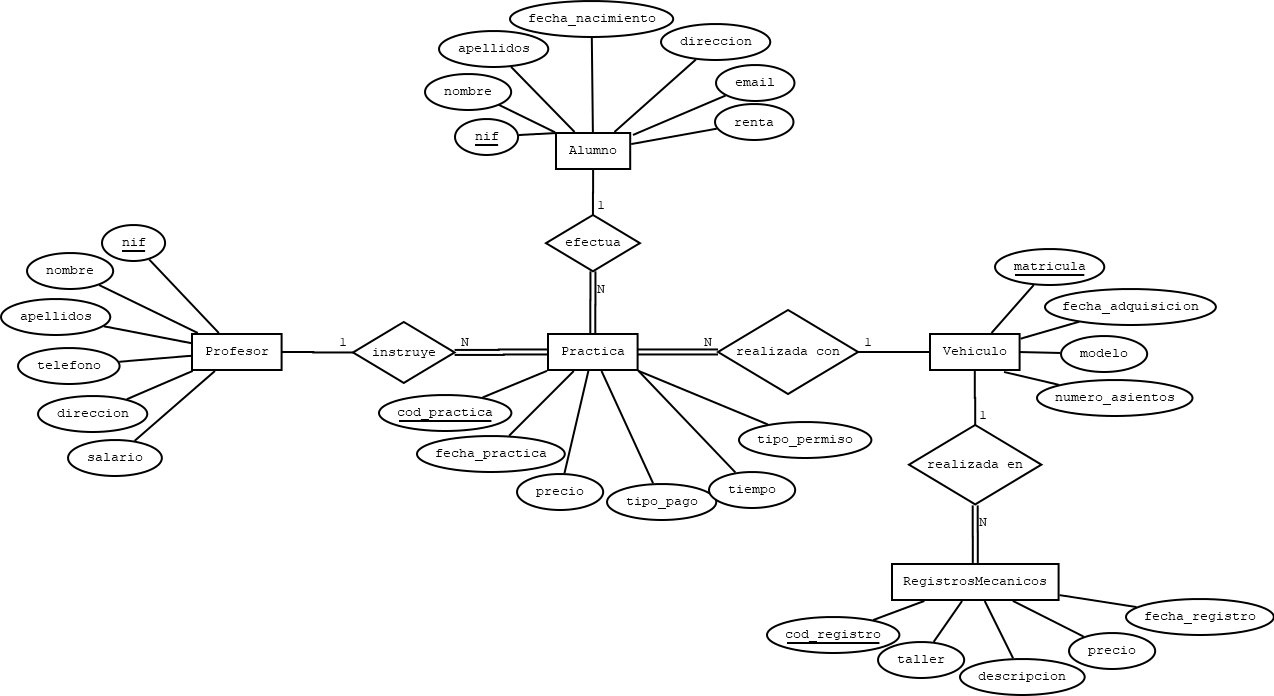 fecha_nacimiento
apellidos
direccion
nombre
email
nif
renta
Alumno
1
efectua
N
nif
nombre
apellidos
telefono
direccion
salario
Profesor
1
instruye
N
Practica
N
realizada con
1
Vehiculo
matricula
fecha_adquisicion
modelo
numero_asientos
cod_practica
fecha_practica
precio
tipo_pago
tiempo
tipo_permiso
1
realizada en
N
RegistrosMecanicos
cod_registro
taller
descripcion
precio
fecha_registro